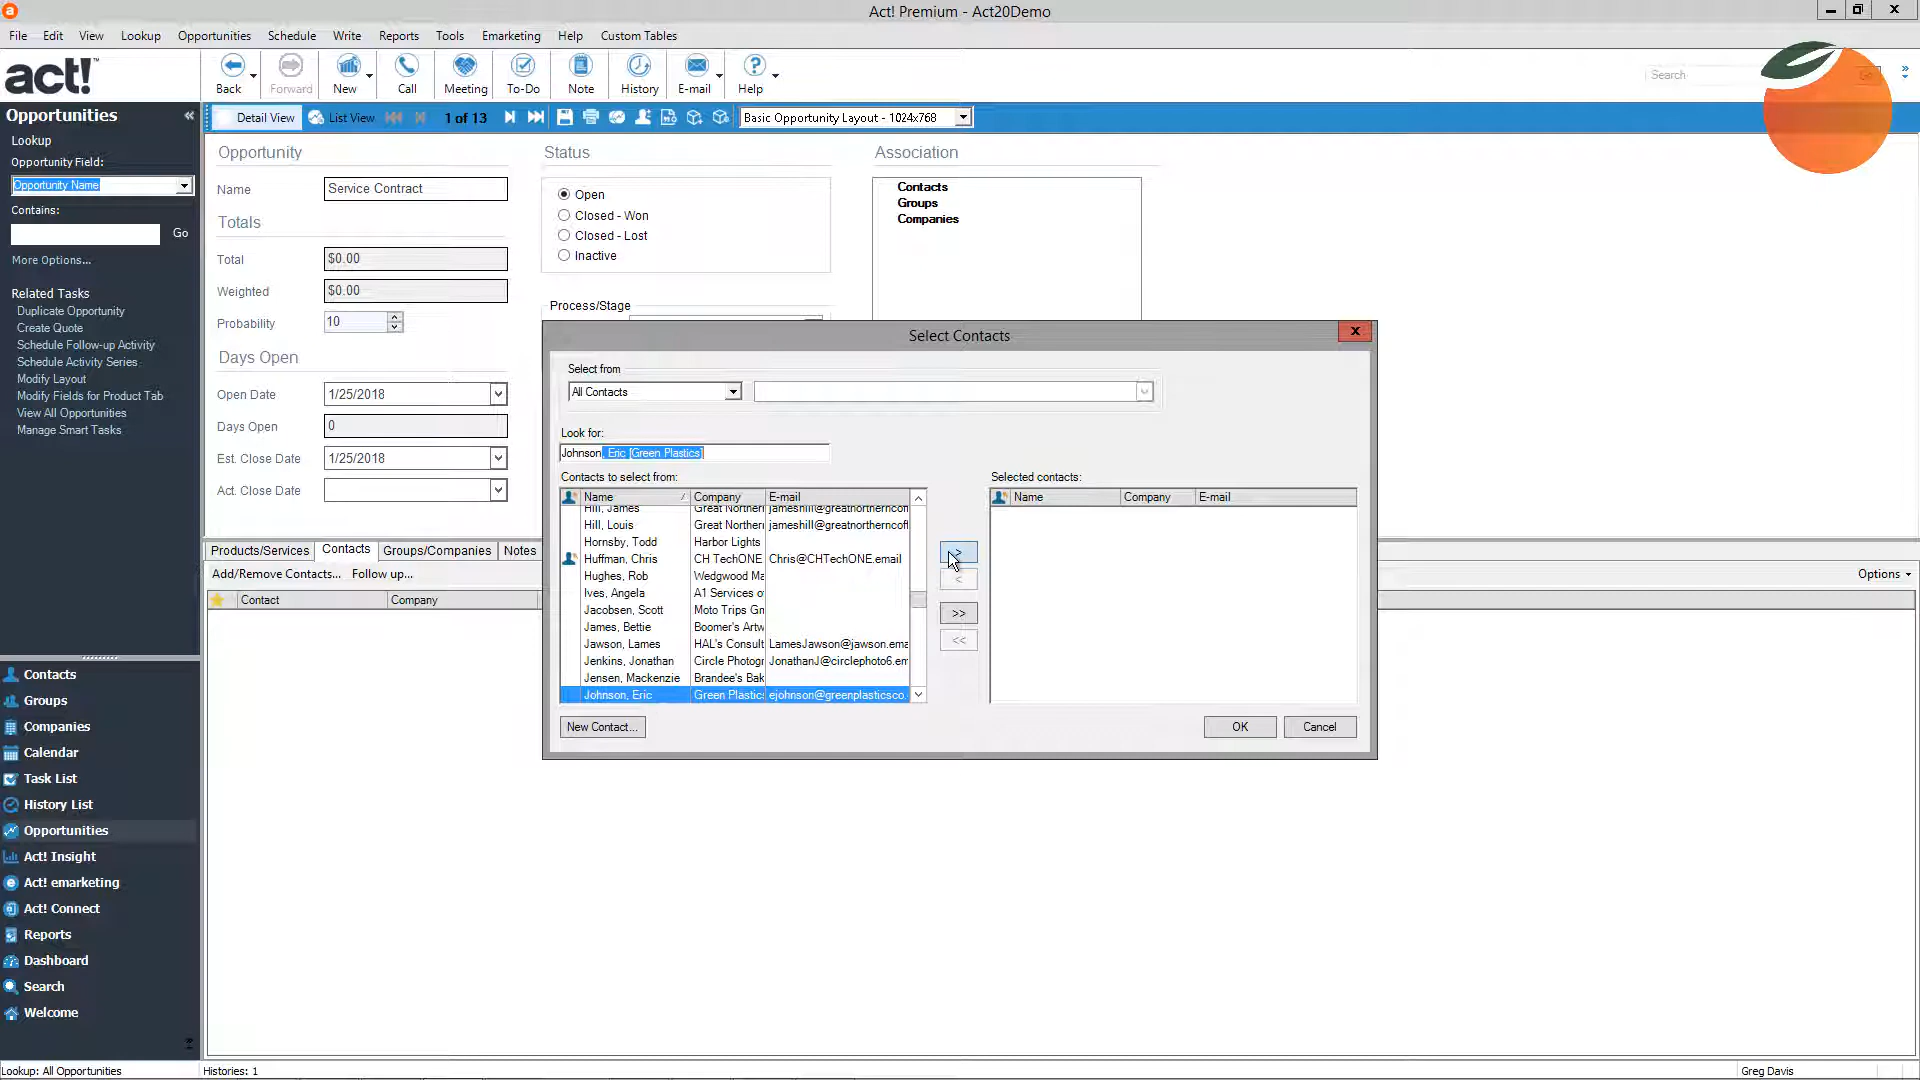 Act! Premium - Act20Demo
File Edit View Lookup Opportunities Schedule Write Reports Tools Emarketing Help Custom Tables
act!™
Back Forward New Call Meeting To-Do Note History E-mail Help
Search
Opportunities «
Detail View List View 1 of 13 Basic Opportunity Layout - 1024x768
Lookup
Opportunity Field:
Opportunity Name
Contains:
Go
More Options...
Related Tasks
Duplicate Opportunity
Create Quote
Schedule Follow-up Activity
Schedule Activity Series
Modify Layout
Modify Fields for Product Tab
View All Opportunities
Manage Smart Tasks
Contacts
Groups
Companies
Calendar
Task List
History List
Opportunities
Act! Insight
Act! emarketing
Act! Connect
Reports
Dashboard
Search
Welcome
Opportunity
Name Service Contract
Totals
Total $0.00
Weighted $0.00
Probability 10
Days Open
Open Date 1/25/2018
Days Open 0
Est. Close Date 1/25/2018
Act. Close Date
Status
Open
Closed - Won
Closed - Lost
Inactive
Process/Stage
Association
Contacts
Groups
Companies
Products/Services Contacts Groups/Companies Notes
Add/Remove Contacts... Follow up... Options
Contact Company
Select Contacts
Select from
All Contacts
Look for:
Johnson, Eric [Green Plastics]
Contacts to select from:
Name Company E-mail
Hill, James Great Northern jameshill@greatnortherncoff
Hill, Louis Great Northern jameshill@greatnortherncoff
Hornsby, Todd Harbor Lights
Huffman, Chris CH TechONE Chris@CHTechONE.email
Hughes, Rob Wedgwood Ma
Ives, Angela A1 Services o
Jacobsen, Scott Moto Trips Gm
James, Bettie Boomer's Artw
Jawson, Lames HAL's Consult LamesJawson@jawson.ema
Jenkins, Jonathan Circle Photogr JonathanJ@circlephoto6.em
Jensen, Mackenzie Brandee's Bak
Johnson, Eric Green Plastics ejohnson@greenplasticsco.
>
<
>>
<<
Selected contacts:
Name Company E-mail
New Contact...
OK
Cancel
Lookup: All Opportunities Histories: 1 Greg Davis